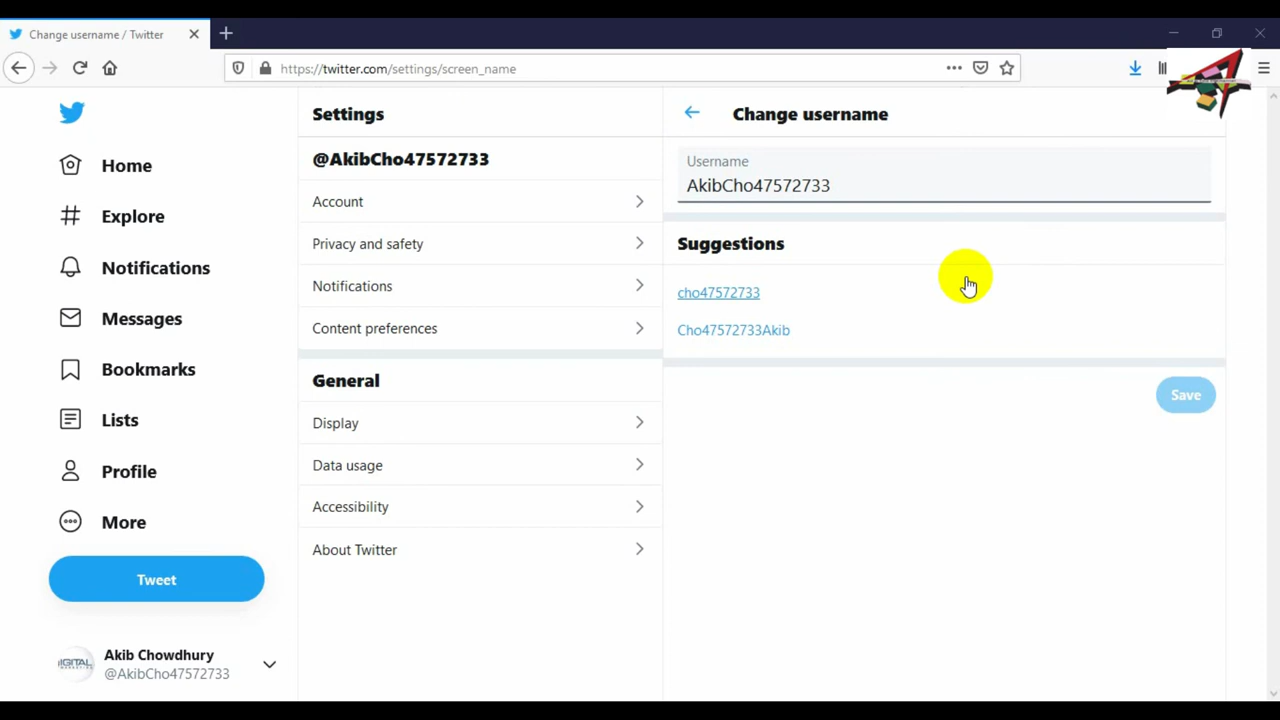 Change username / Twitter
https://twitter.com/settings/screen_name
Home
Explore
Notifications
Messages
Bookmarks
Lists
Profile
More
Tweet
Akib Chowdhury
@AkibCho47572733
Settings
@AkibCho47572733
Account
Privacy and safety
Notifications
Content preferences
General
Display
Data usage
Accessibility
About Twitter
Change username
Username
AkibCho47572733
Suggestions
cho47572733
Cho47572733Akib
Save